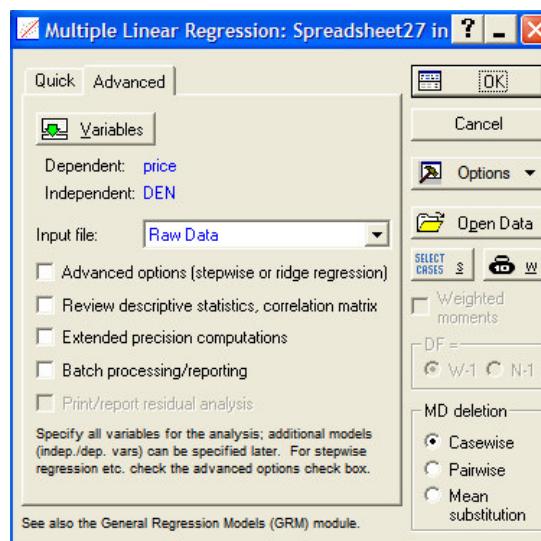 Multiple Linear Regression: Spreadsheet27 in ?
Quick Advanced
OK
Variables
Cancel
Dependent: price
Independent: DEN
Options
Input file: Raw Data
Open Data
SELECT CASES S W
Advanced options (stepwise or ridge regression)
Review descriptive statistics, correlation matrix
Extended precision computations
Batch processing/reporting
Print/report residual analysis
Specify all variables for the analysis; additional models
(indep./dep. vars) can be specified later. For stepwise
regression etc. check the advanced options check box.
See also the General Regression Models (GRM) module.
Weighted
moments
DF =
W-1 N-1
MD deletion
Casewise
Pairwise
Mean
substitution